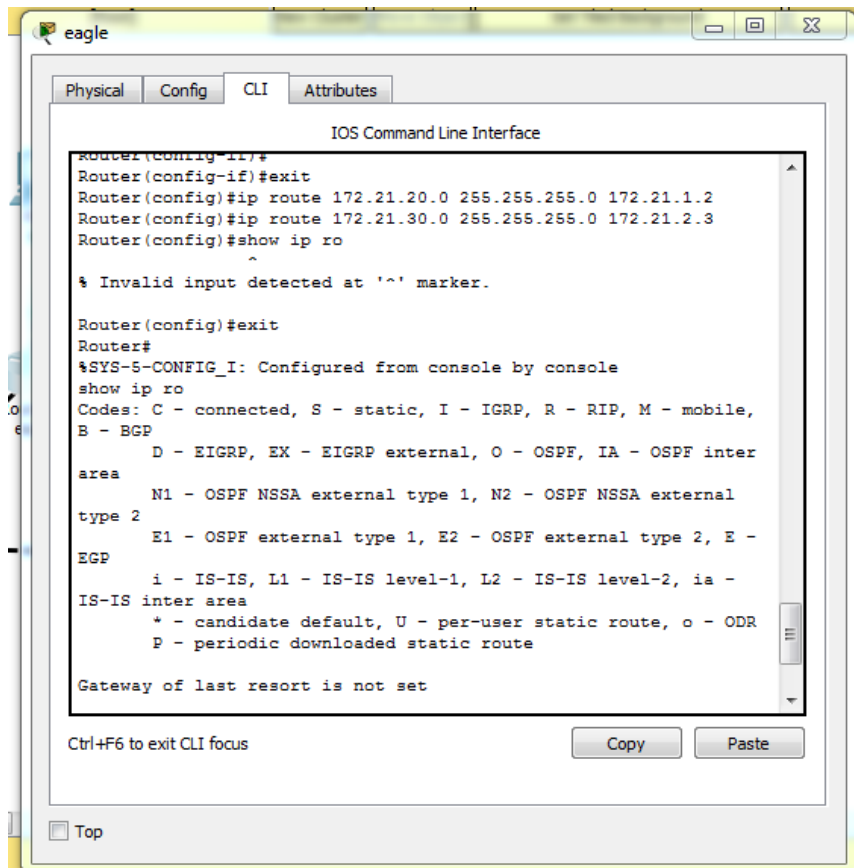 eagle
Physical Config CLI Attributes
IOS Command Line Interface
Router(config-if)#
Router(config-if)#exit
Router(config)#ip route 172.21.20.0 255.255.255.0 172.21.1.2
Router(config)#ip route 172.21.30.0 255.255.255.0 172.21.2.3
Router(config)#show ip ro
^
% Invalid input detected at '^' marker.
Router(config)#exit
Router#
%SYS-5-CONFIG_I: Configured from console by console
show ip ro
Codes: C - connected, S - static, I - IGRP, R - RIP, M - mobile,
B - BGP
D - EIGRP, EX - EIGRP external, O - OSPF, IA - OSPF inter
area
N1 - OSPF NSSA external type 1, N2 - OSPF NSSA external
type 2
E1 - OSPF external type 1, E2 - OSPF external type 2, E -
EGP
i - IS-IS, L1 - IS-IS level-1, L2 - IS-IS level-2, ia -
IS-IS inter area
* - candidate default, U - per-user static route, o - ODR
P - periodic downloaded static route
Gateway of last resort is not set
Ctrl+F6 to exit CLI focus
Copy Paste
Top